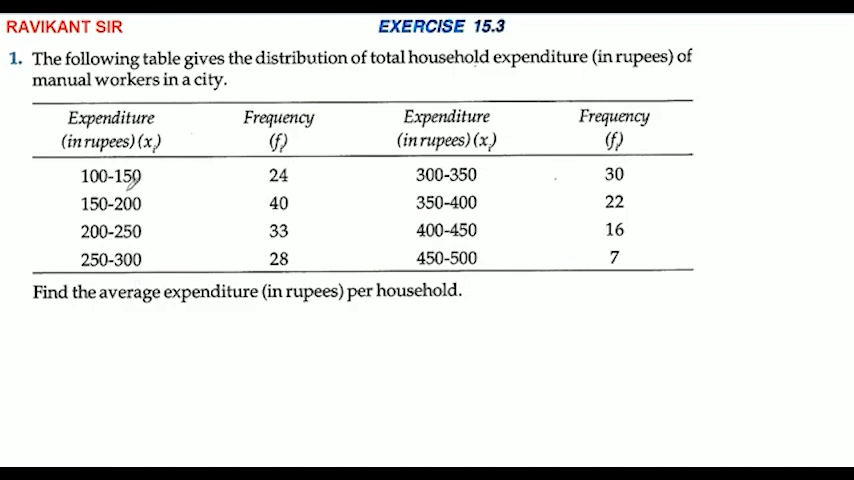 RAVIKANT SIR
EXERCISE 15.3
1. The following table gives the distribution of total household expenditure (in rupees) of
manual workers in a city.
Expenditure Frequency Expenditure Frequency
(in rupees) (xᵢ) (fᵢ) (in rupees) (xᵢ) (fᵢ)
100-150 24 300-350 30
150-200 40 350-400 22
200-250 33 400-450 16
250-300 28 450-500 7
Find the average expenditure (in rupees) per household.